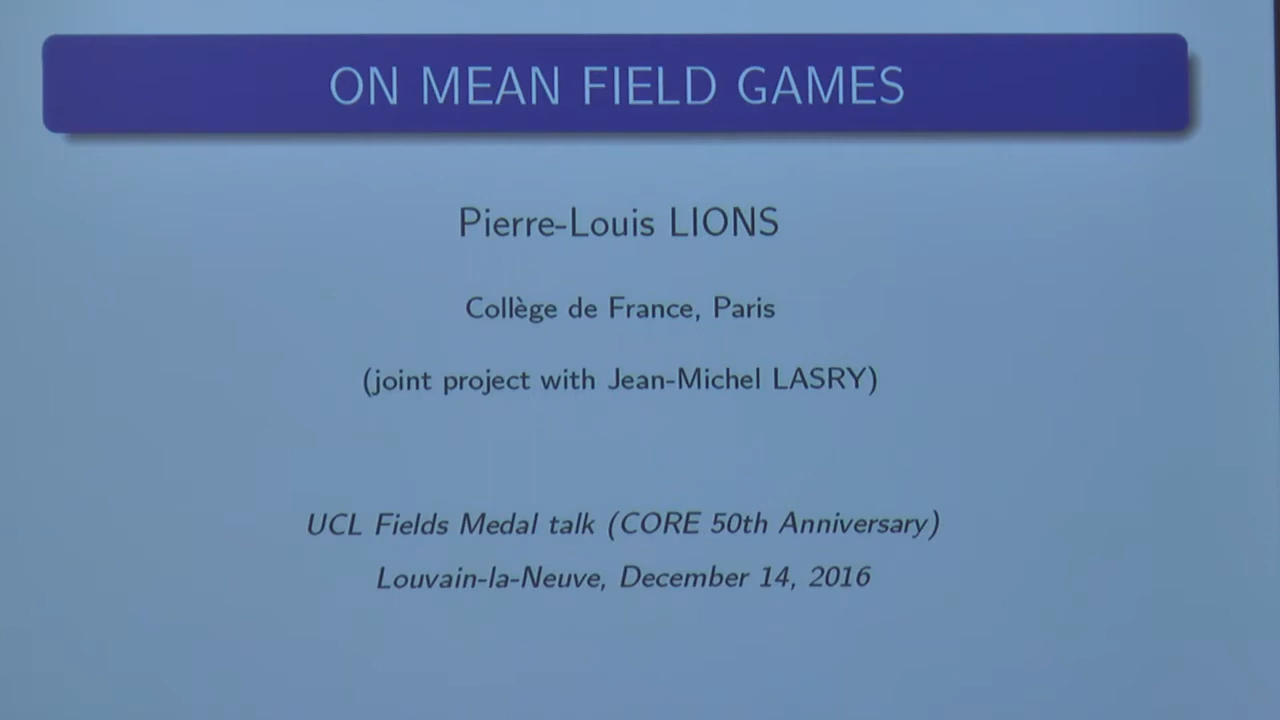 ON MEAN FIELD GAMES
Pierre-Louis LIONS
Collège de France, Paris
(joint project with Jean-Michel LASRY)
UCL Fields Medal talk (CORE 50th Anniversary)
Louvain-la-Neuve, December 14, 2016